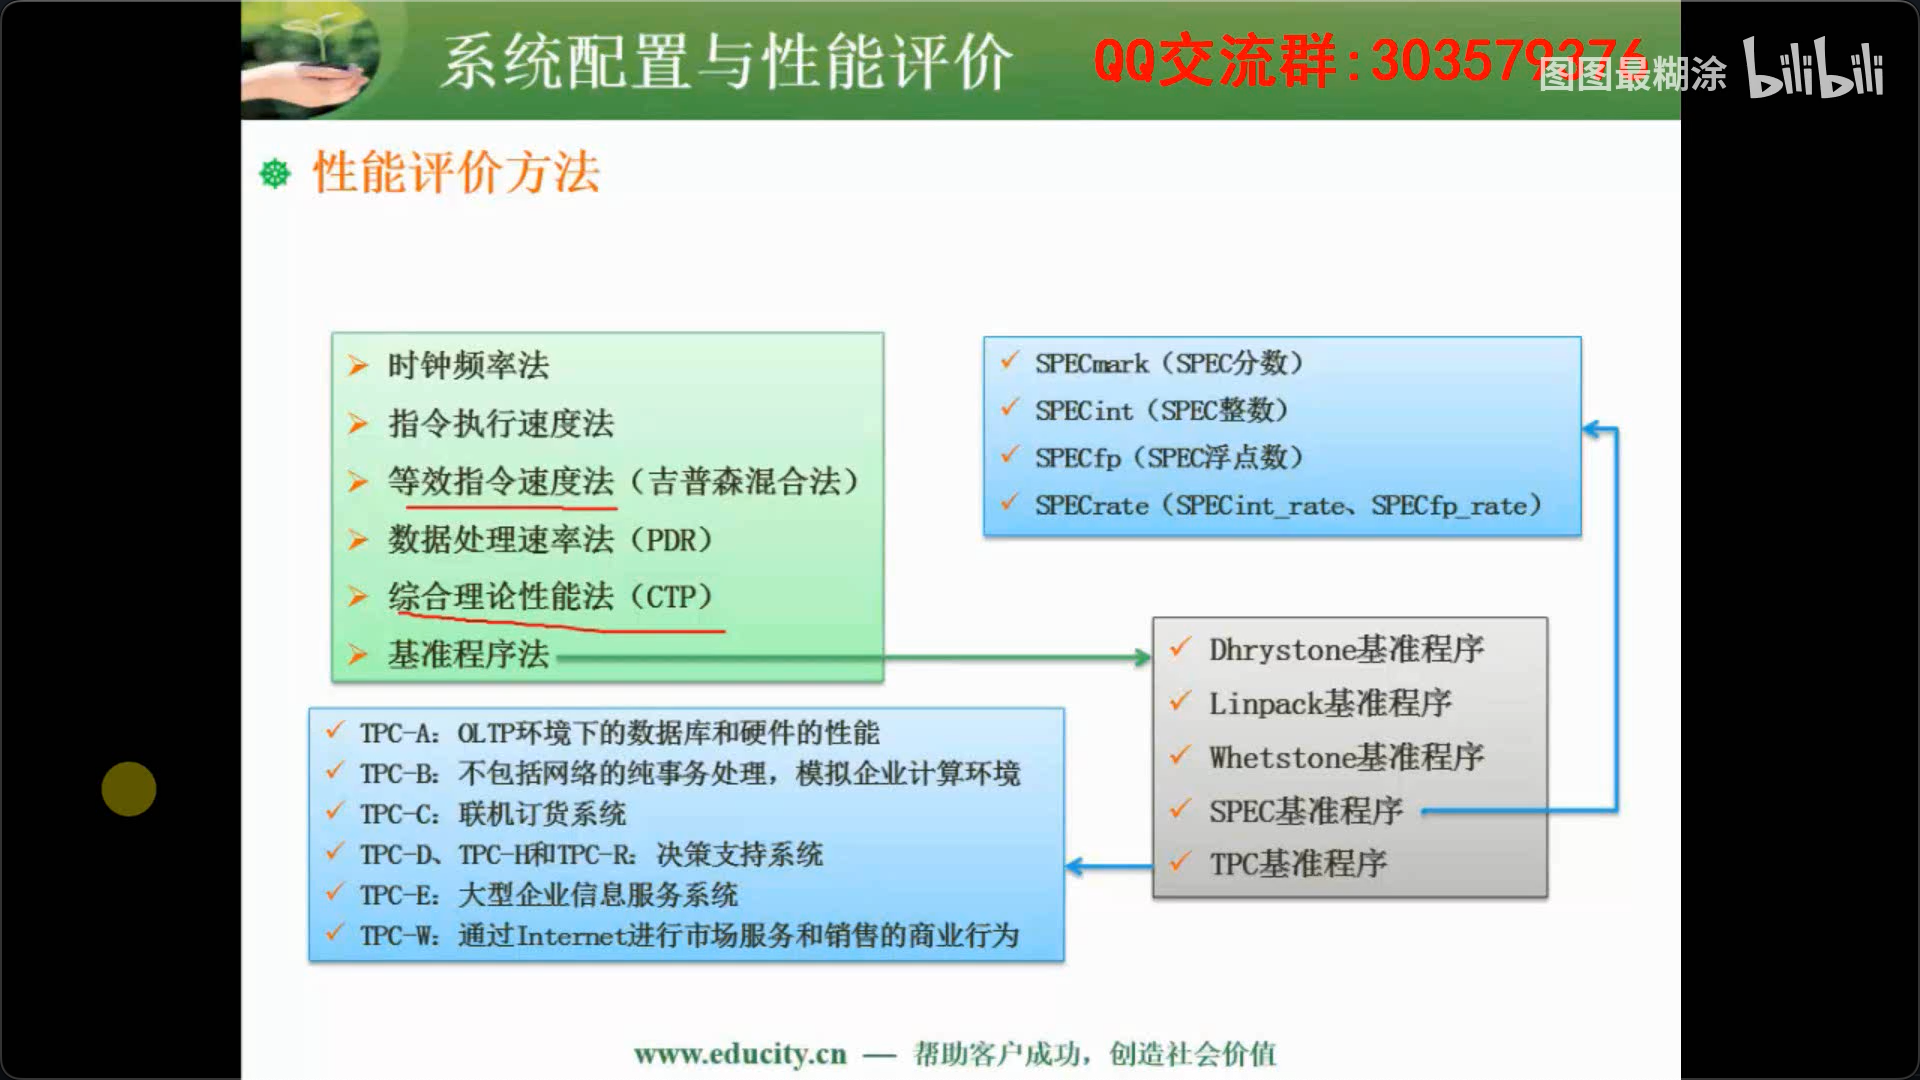 系统配置与性能评价
QQ交流群:303579376
图图最糊涂 bilibili
性能评价方法
时钟频率法
指令执行速度法
等效指令速度法（吉普森混合法）
数据处理速率法（PDR）
综合理论性能法（CTP）
基准程序法
SPECmark（SPEC分数）
SPECint（SPEC整数）
SPECfp（SPEC浮点数）
SPECrate（SPECint_rate、SPECfp_rate）
Dhrystone基准程序
Linpack基准程序
Whetstone基准程序
SPEC基准程序
TPC基准程序
TPC-A：OLTP环境下的数据库和硬件的性能
TPC-B：不包括网络的纯事务处理，模拟企业计算环境
TPC-C：联机订货系统
TPC-D、TPC-H和TPC-R：决策支持系统
TPC-E：大型企业信息服务系统
TPC-W：通过Internet进行市场服务和销售的商业行为
www.educity.cn — 帮助客户成功，创造社会价值